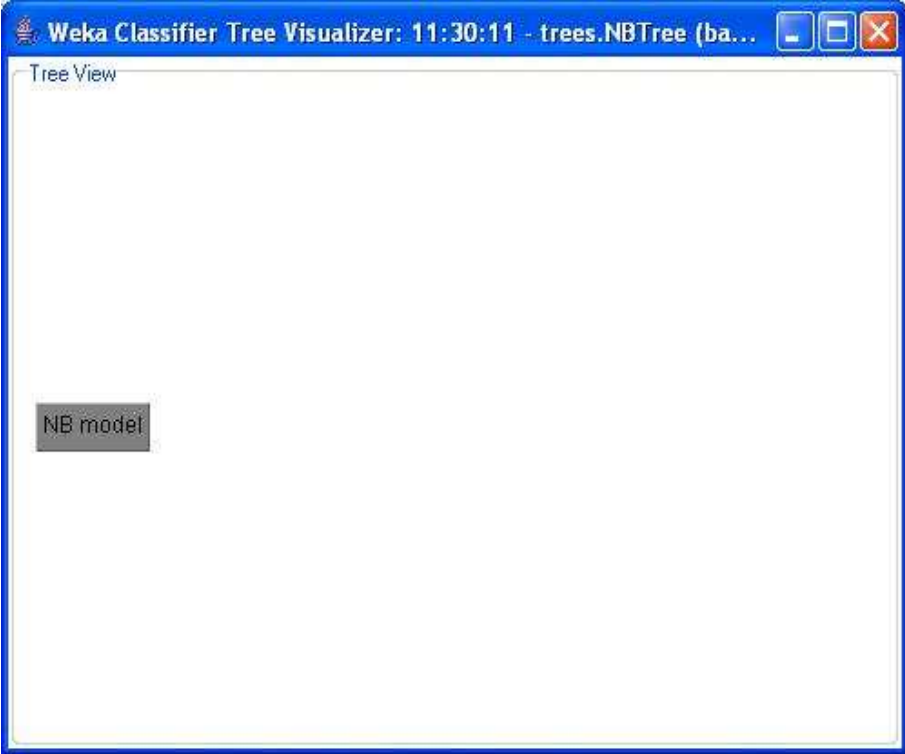 Weka Classifier Tree Visualizer: 11:30:11 - trees.NBTree (ba...
Tree View
NB model